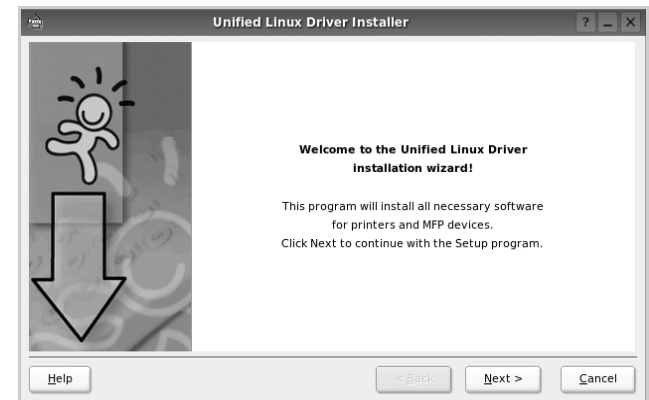 Unified Linux Driver Installer
?
Welcome to the Unified Linux Driver
installation wizard!
This program will install all necessary software
for printers and MFP devices.
Click Next to continue with the Setup program.
Help
< Back
Next >
Cancel